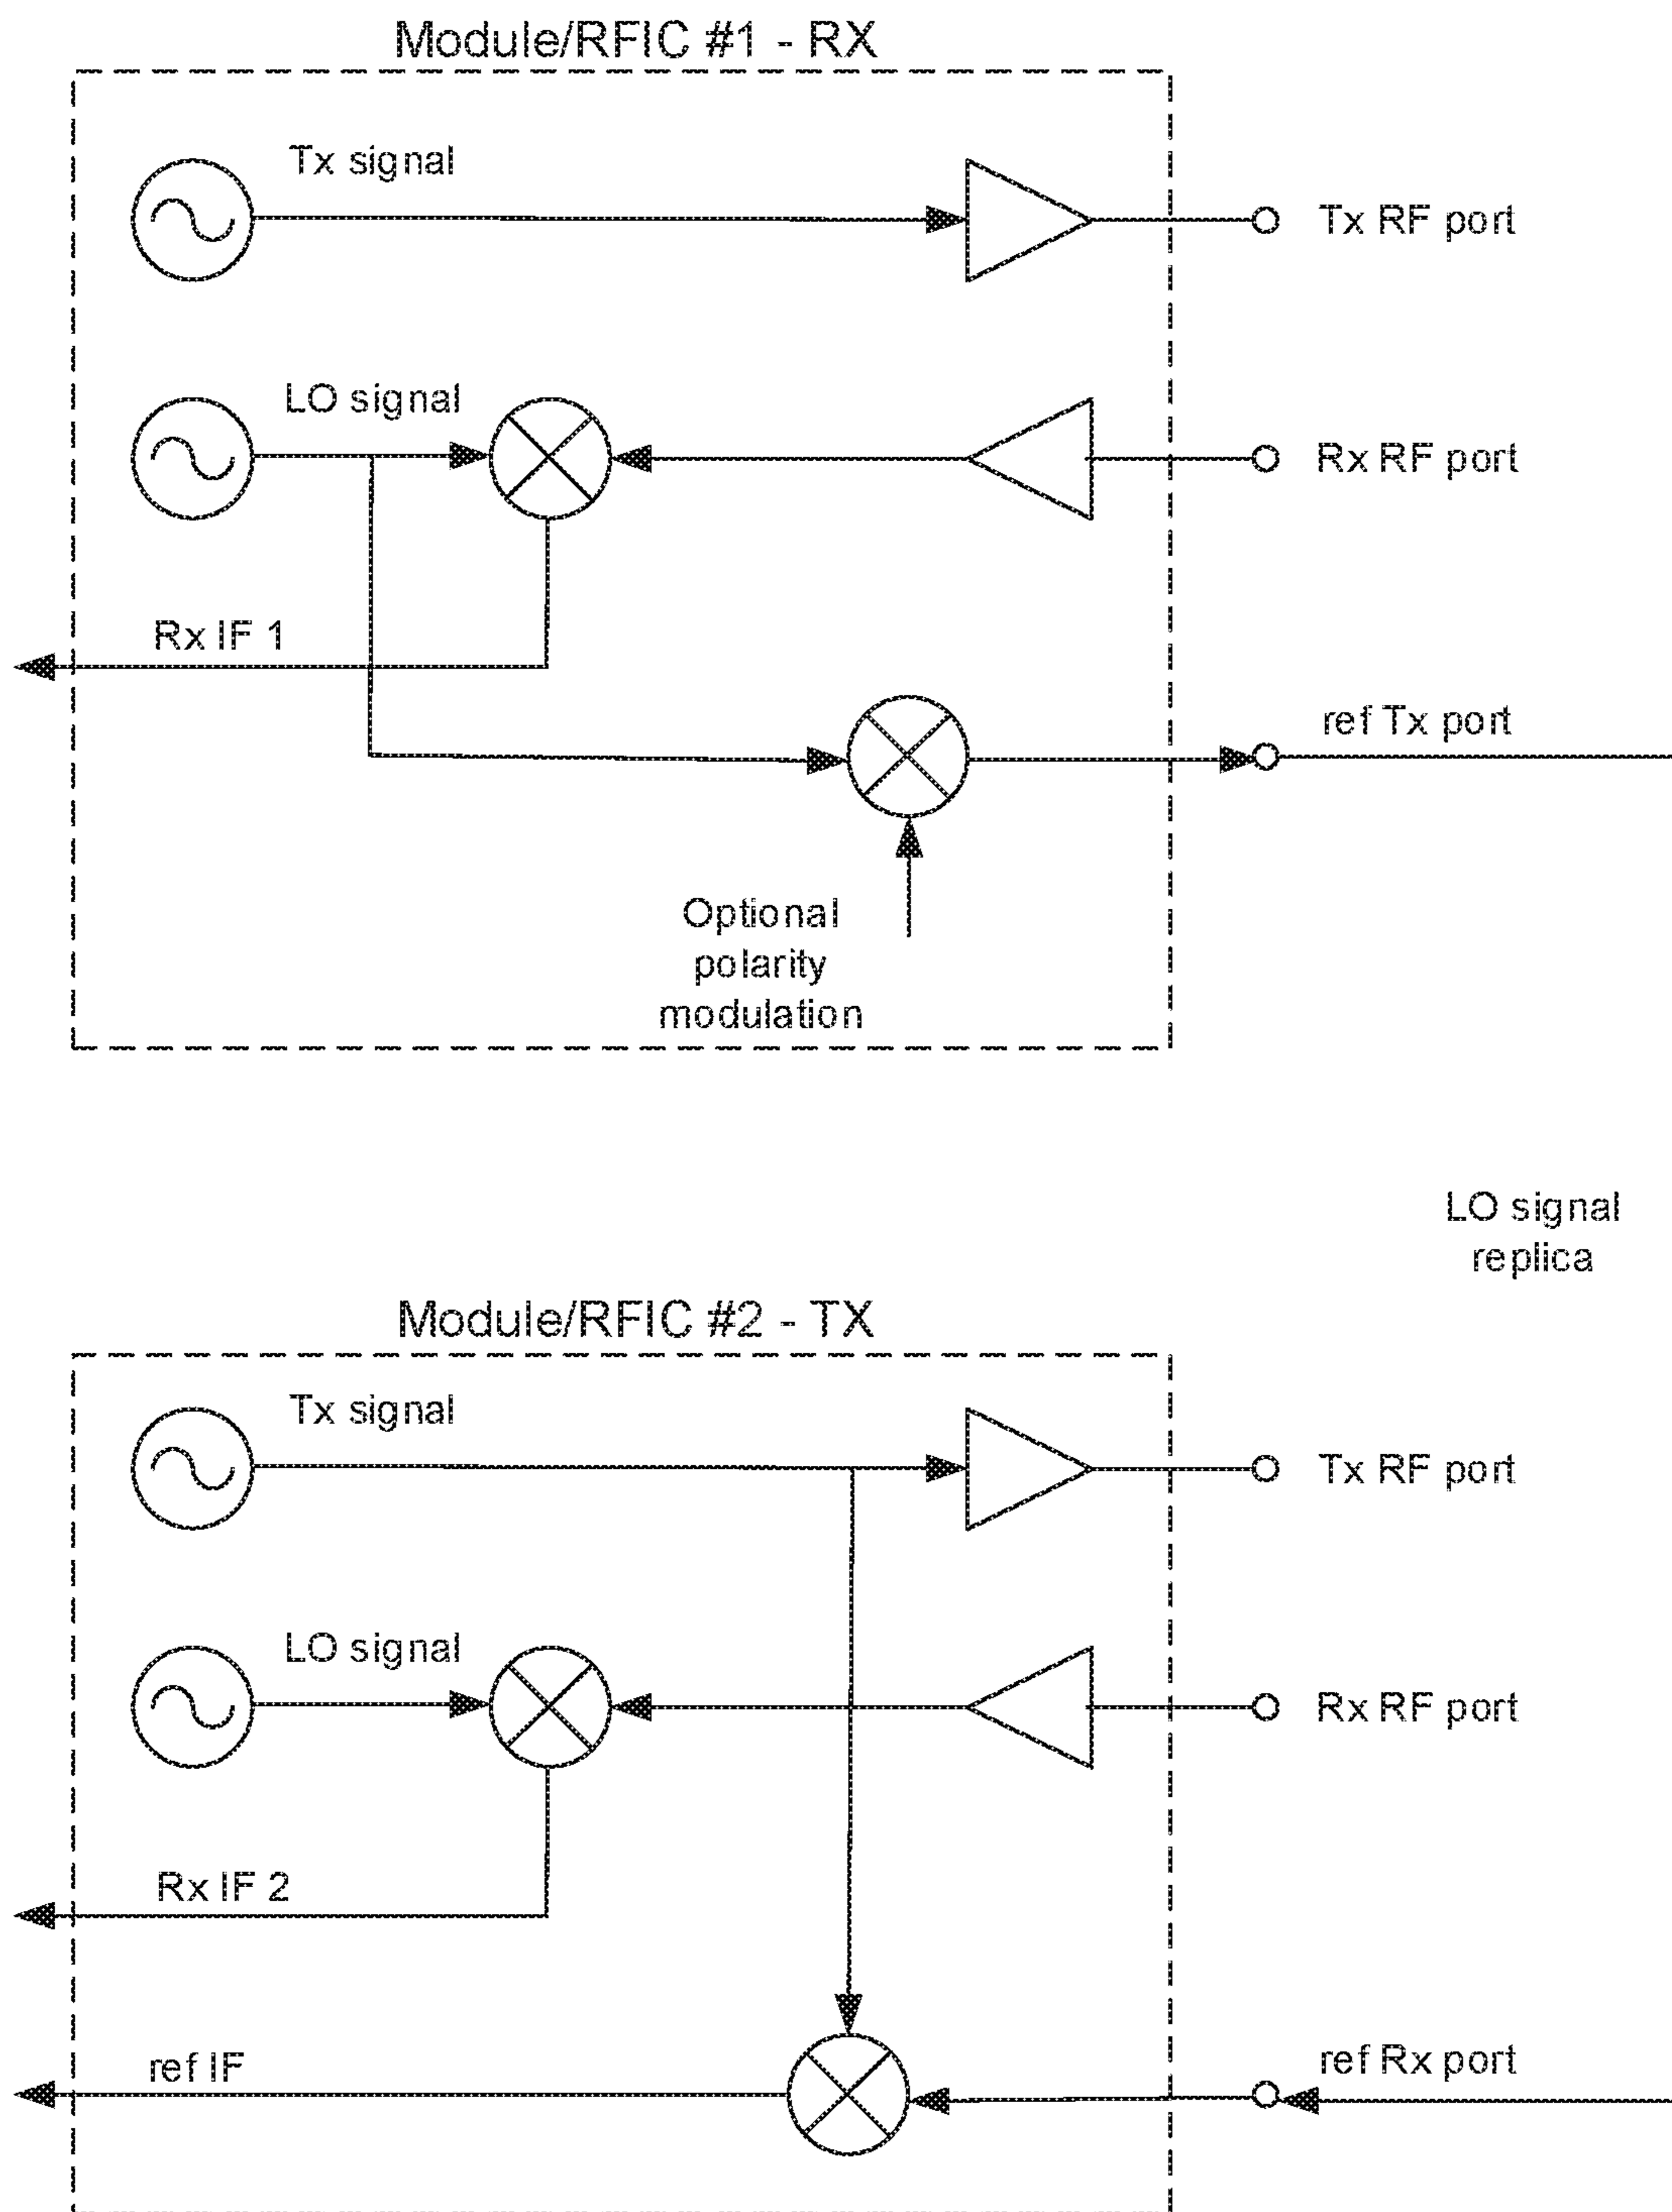 Module/RFIC #1 - RX
Tx signal
Tx RF port
LO signal
Rx RF port
Rx IF 1
ref Tx port
Optional
polarity
modulation
LO signal
replica
Module/RFIC #2 - TX
Tx signal
Tx RF port
LO signal
Rx RF port
Rx IF 2
ref IF
ref Rx port